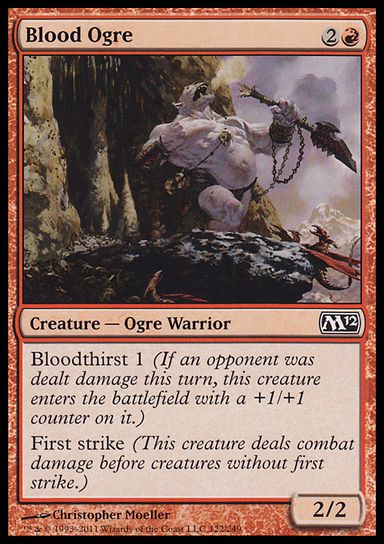 Blood Ogre 2
Creature — Ogre Warrior M12
Bloodthirst 1 (If an opponent was
dealt damage this turn, this creature
enters the battlefield with a +1/+1
counter on it.)
First strike (This creature deals combat
damage before creatures without first
strike.)
Christopher Moeller
™ & © 1993–2011 Wizards of the Coast LLC 122/249
2/2